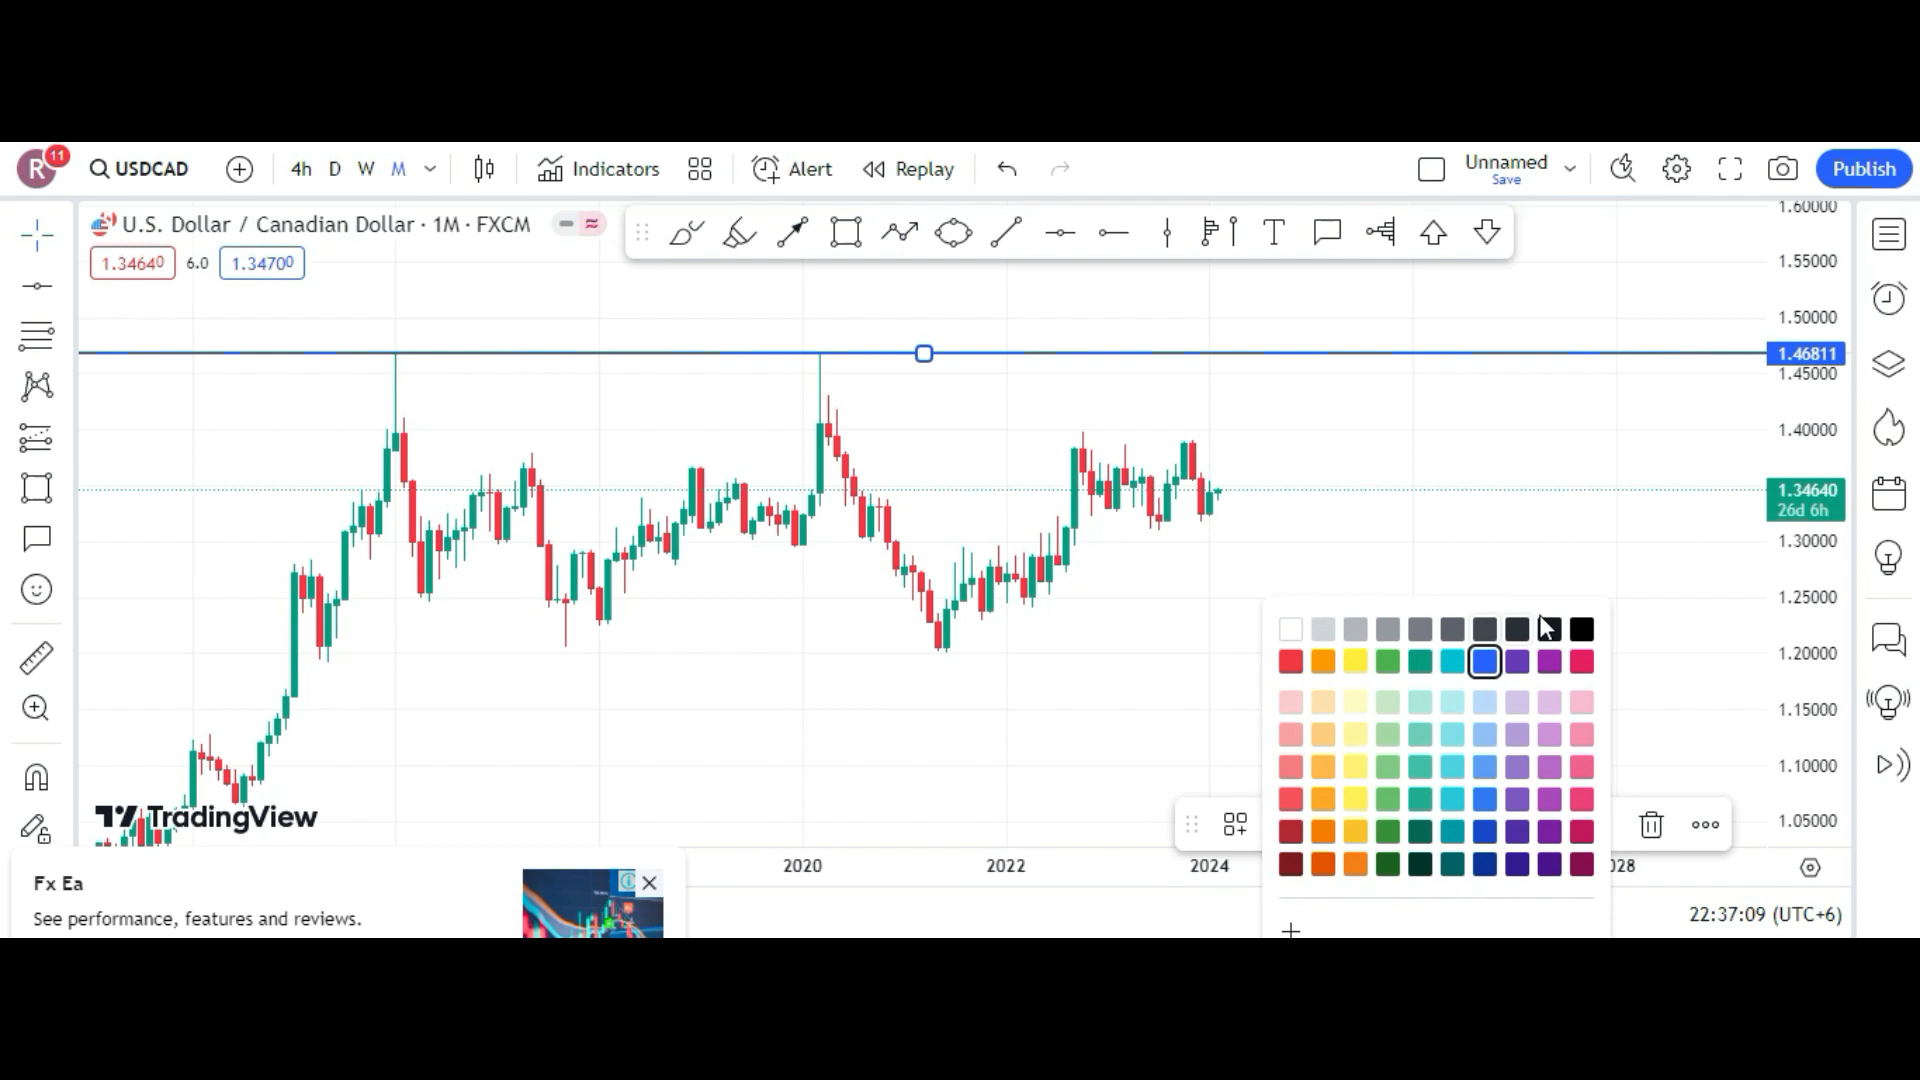 R 11 USDCAD 4h D W M Indicators Alert Replay Unnamed Publish
Save
U.S. Dollar / Canadian Dollar · 1M · FXCM
1.34640 6.0 1.34700
T
1.60000
1.55000
1.50000
1.46811
1.45000
1.40000
1.34640
26d 6h
1.30000
1.25000
1.20000
1.15000
1.10000
1.05000
TradingView
2020 2022 2024 028
Fx Ea
See performance, features and reviews.
22:37:09 (UTC+6)